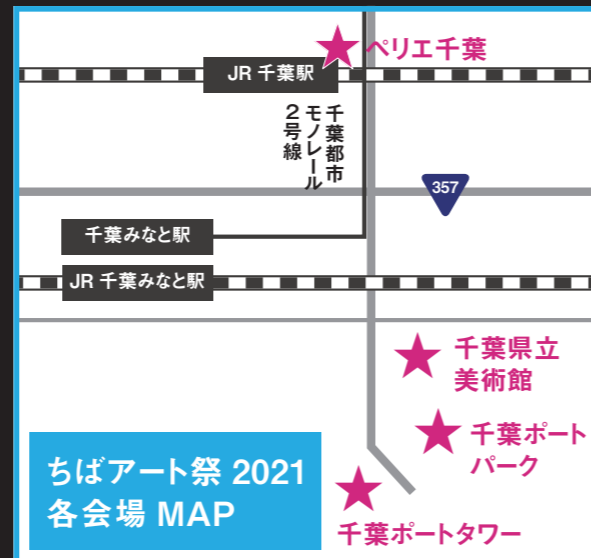 ペリエ千葉
JR 千葉駅
千葉都市
モノレール
2号線
357
千葉みなと駅
JR 千葉みなと駅
千葉県立
美術館
千葉ポート
パーク
ちばアート祭 2021
各会場 MAP
千葉ポートタワー